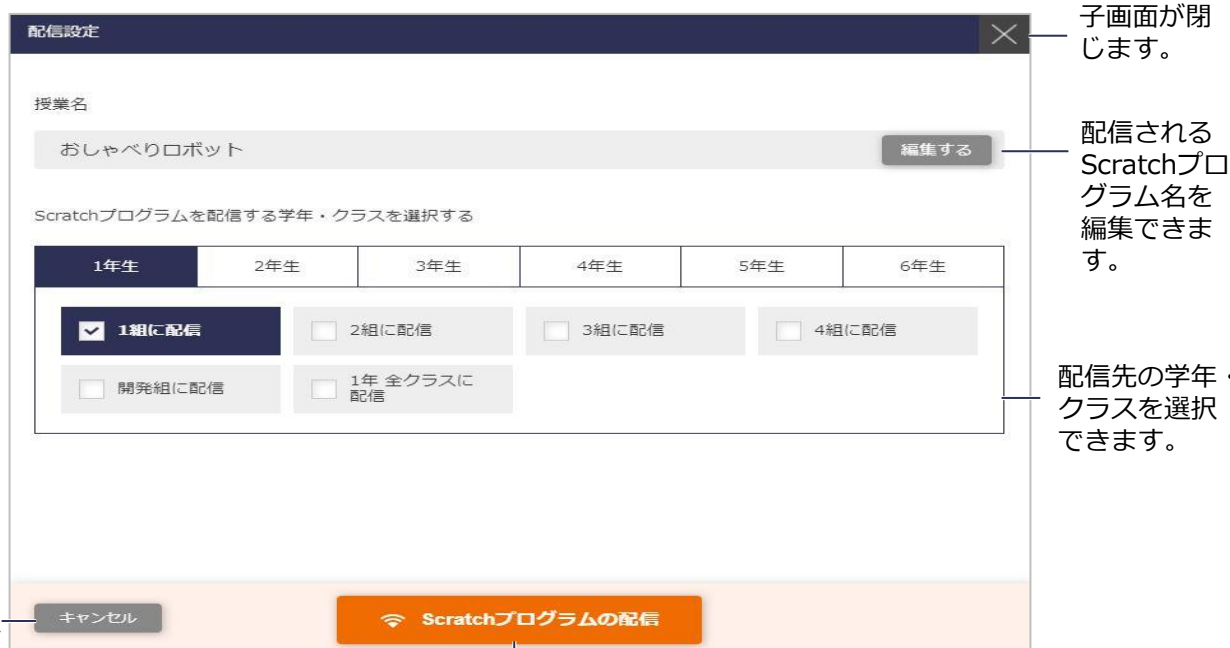 配信設定
子画面が閉
じます。
授業名
おしゃべりロボット
編集する
配信される
Scratchプロ
グラム名を
編集できま
す。
Scratchプログラムを配信する学年・クラスを選択する
1年生
2年生
3年生
4年生
5年生
6年生
1組に配信
2組に配信
3組に配信
4組に配信
開発組に配信
1年 全クラスに
配信
配信先の学年・
クラスを選択
できます。
キャンセル
Scratchプログラムの配信